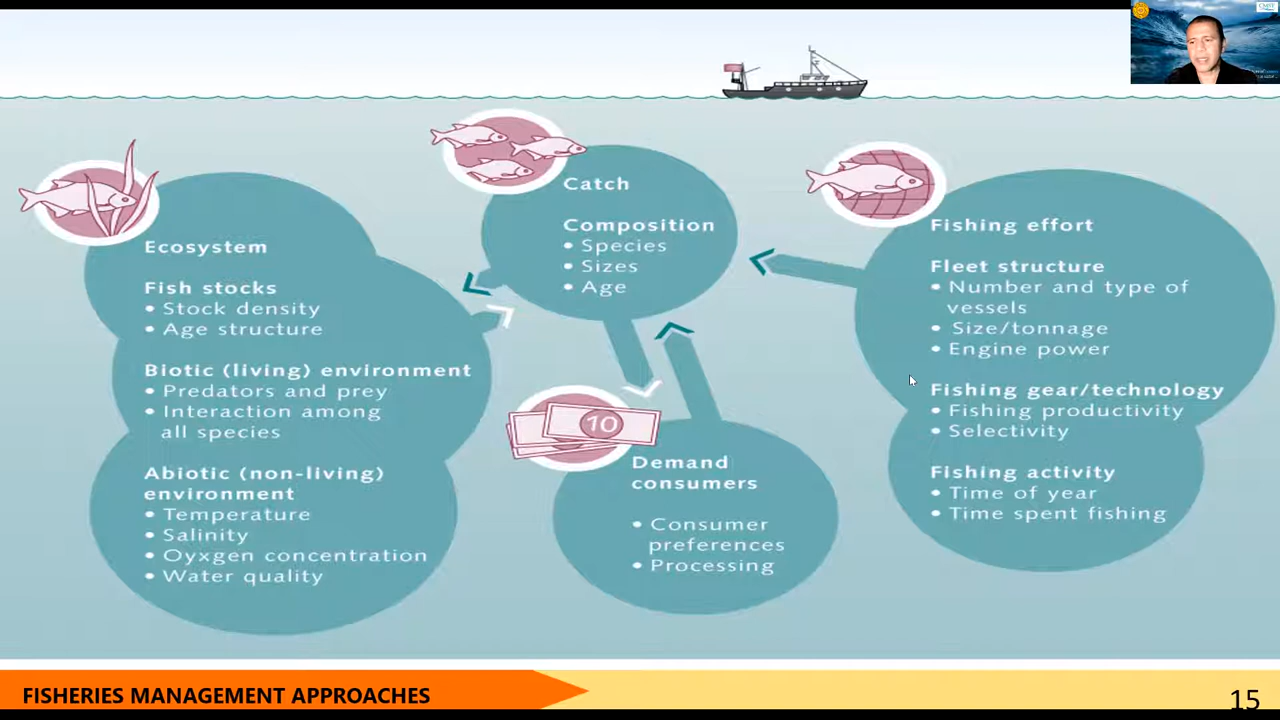 Ecosystem
Fish stocks
• Stock density
• Age structure
Biotic (living) environment
• Predators and prey
• Interaction among
all species
Abiotic (non-living)
environment
• Temperature
• Salinity
• Oyxgen concentration
• Water quality
Catch
Composition
• Species
• Sizes
• Age
10
Demand
consumers
• Consumer
preferences
• Processing
Fishing effort
Fleet structure
• Number and type of
vessels
• Size/tonnage
• Engine power
Fishing gear/technology
• Fishing productivity
• Selectivity
Fishing activity
• Time of year
• Time spent fishing
FISHERIES MANAGEMENT APPROACHES
15